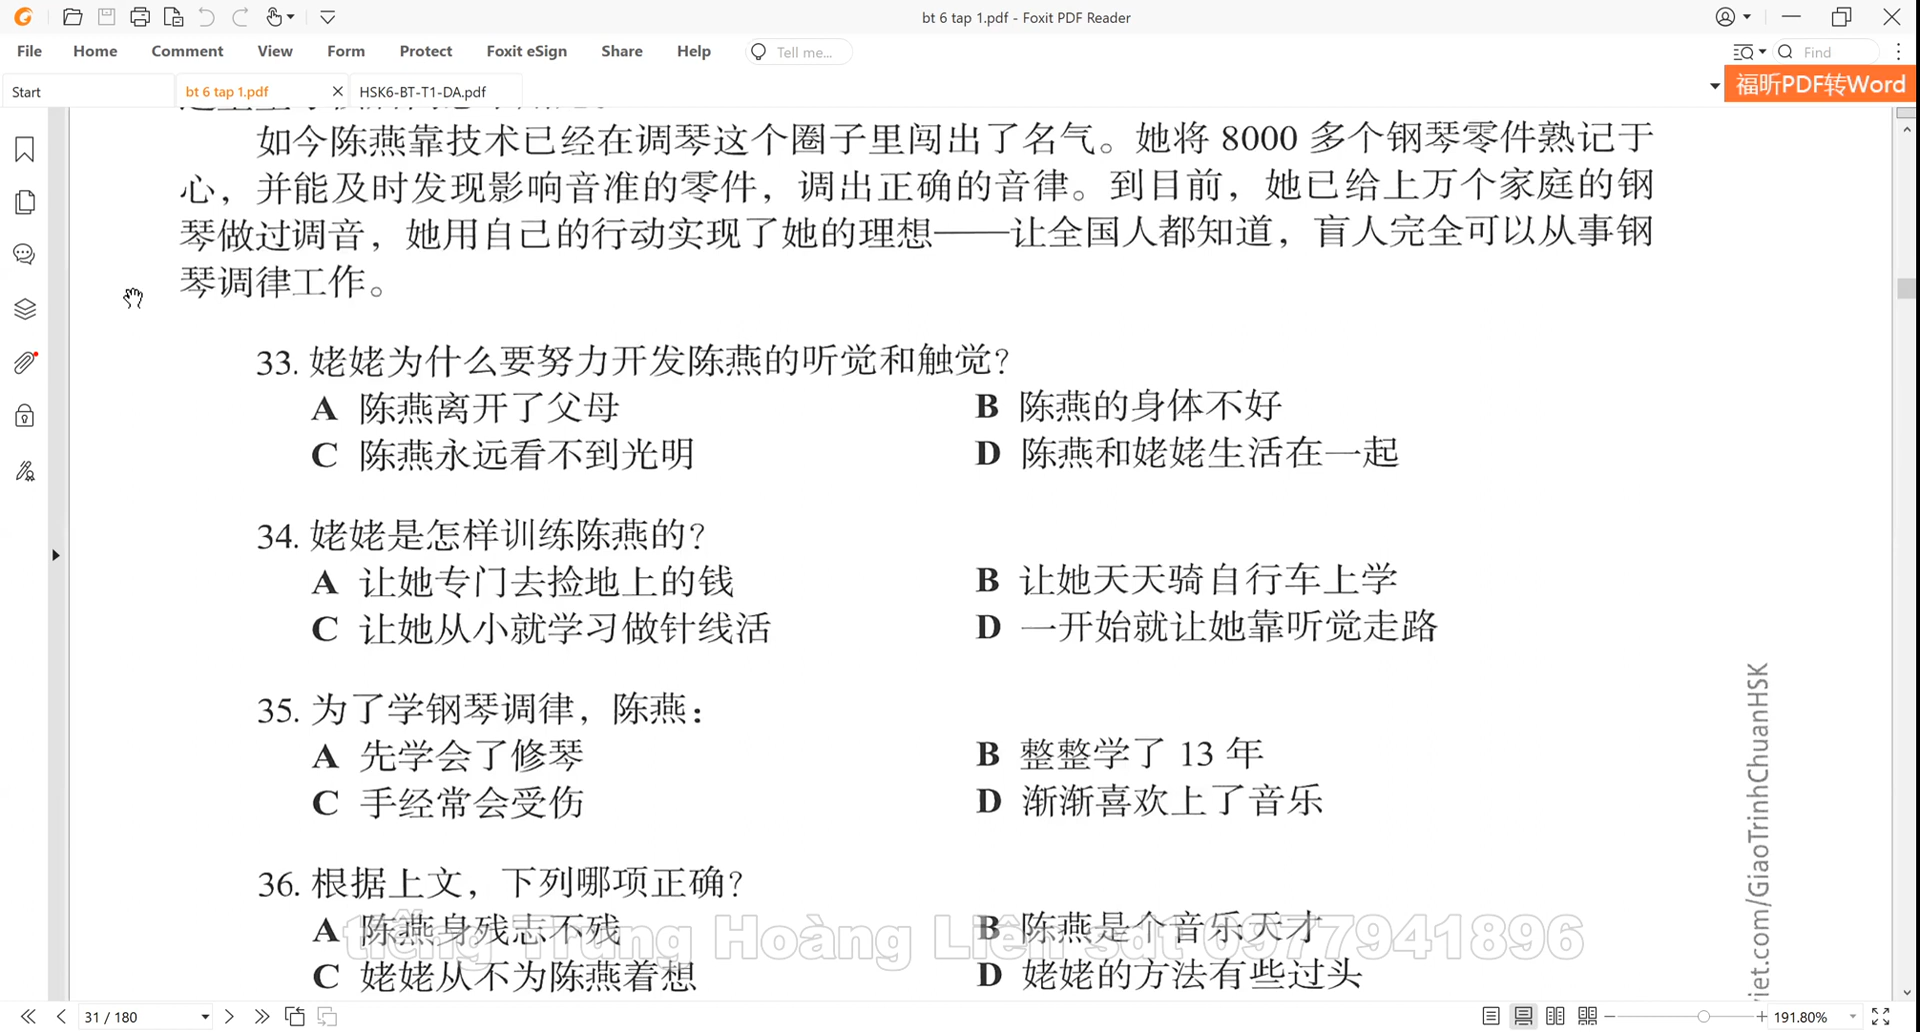 bt 6 tap 1.pdf - Foxit PDF Reader
File Home Comment View Form Protect Foxit eSign Share Help Tell me... Find
Start bt 6 tap 1.pdf HSK6-BT-T1-DA.pdf 福昕PDF转Word
如今陈燕靠技术已经在调琴这个圈子里闯出了名气。她将 8000 多个钢琴零件熟记于
心，并能及时发现影响音准的零件，调出正确的音律。到目前，她已给上万个家庭的钢
琴做过调音，她用自己的行动实现了她的理想——让全国人都知道，盲人完全可以从事钢
琴调律工作。
33. 姥姥为什么要努力开发陈燕的听觉和触觉？
A 陈燕离开了父母 B 陈燕的身体不好
C 陈燕永远看不到光明 D 陈燕和姥姥生活在一起
34. 姥姥是怎样训练陈燕的？
A 让她专门去捡地上的钱 B 让她天天骑自行车上学
C 让她从小就学习做针线活 D 一开始就让她靠听觉走路
35. 为了学钢琴调律，陈燕：
A 先学会了修琴 B 整整学了 13 年
C 手经常会受伤 D 渐渐喜欢上了音乐
36. 根据上文，下列哪项正确？
A 陈燕身残志不残 B 陈燕是个音乐天才
tiếng Trung Hoàng Liên sdt 0977941896
C 姥姥从不为陈燕着想 D 姥姥的方法有些过头
viet.com/GiaoTrinhChuanHSK
31 / 180 191.80%